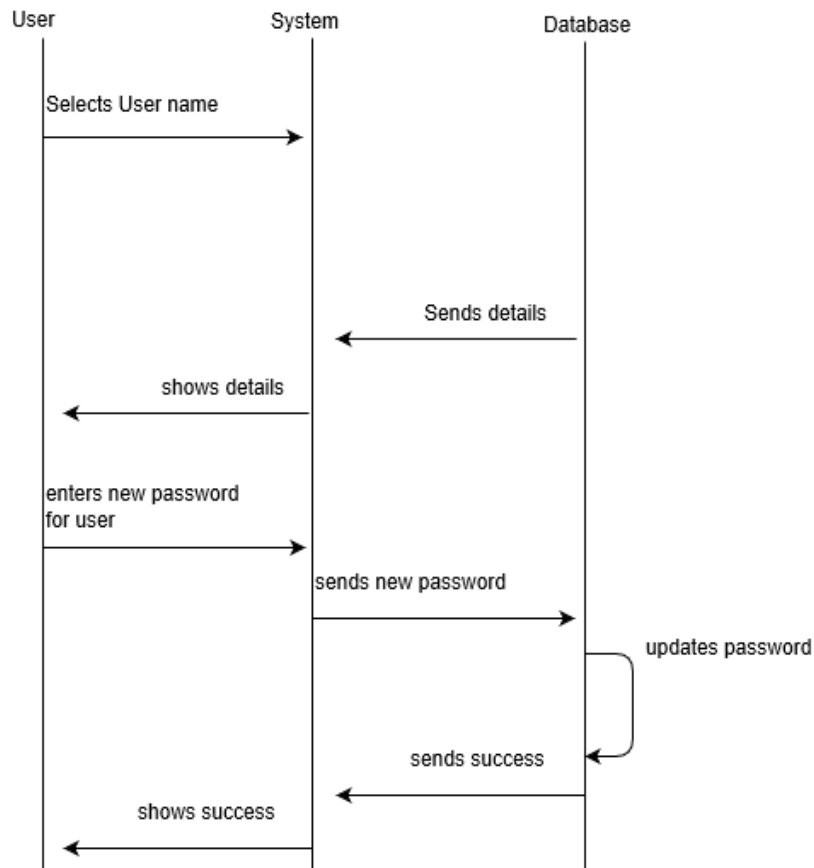 User
System
Database
Selects User name
Sends details
shows details
enters new password
for user
sends new password
updates password
sends success
shows success